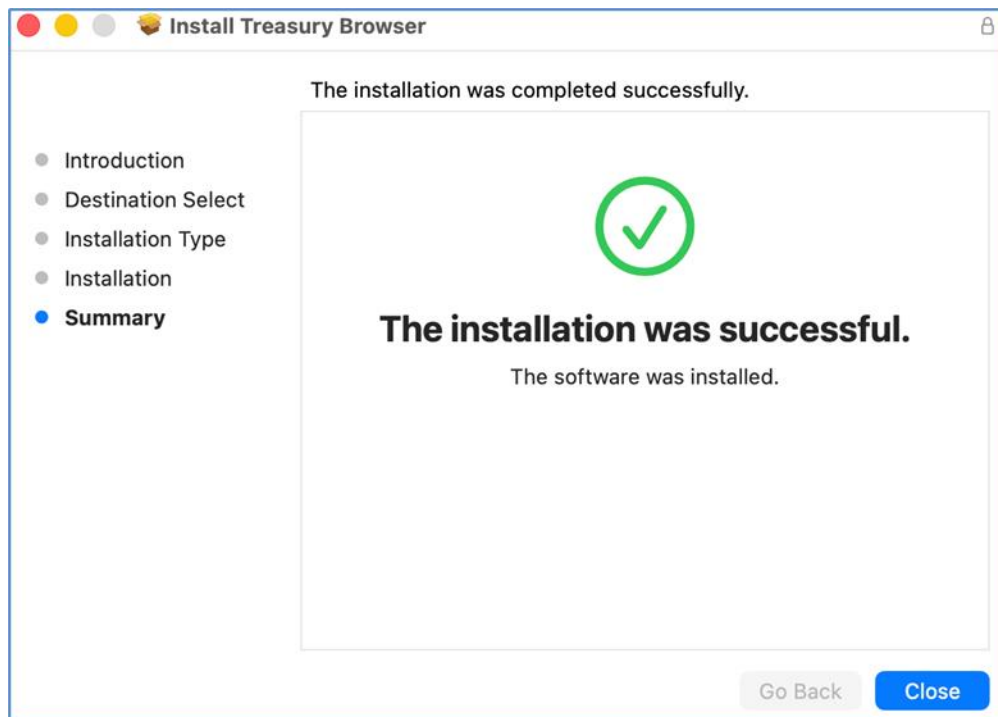 Install Treasury Browser
The installation was completed successfully.
Introduction
Destination Select
Installation Type
Installation
Summary
The installation was successful.
The software was installed.
Go Back
Close